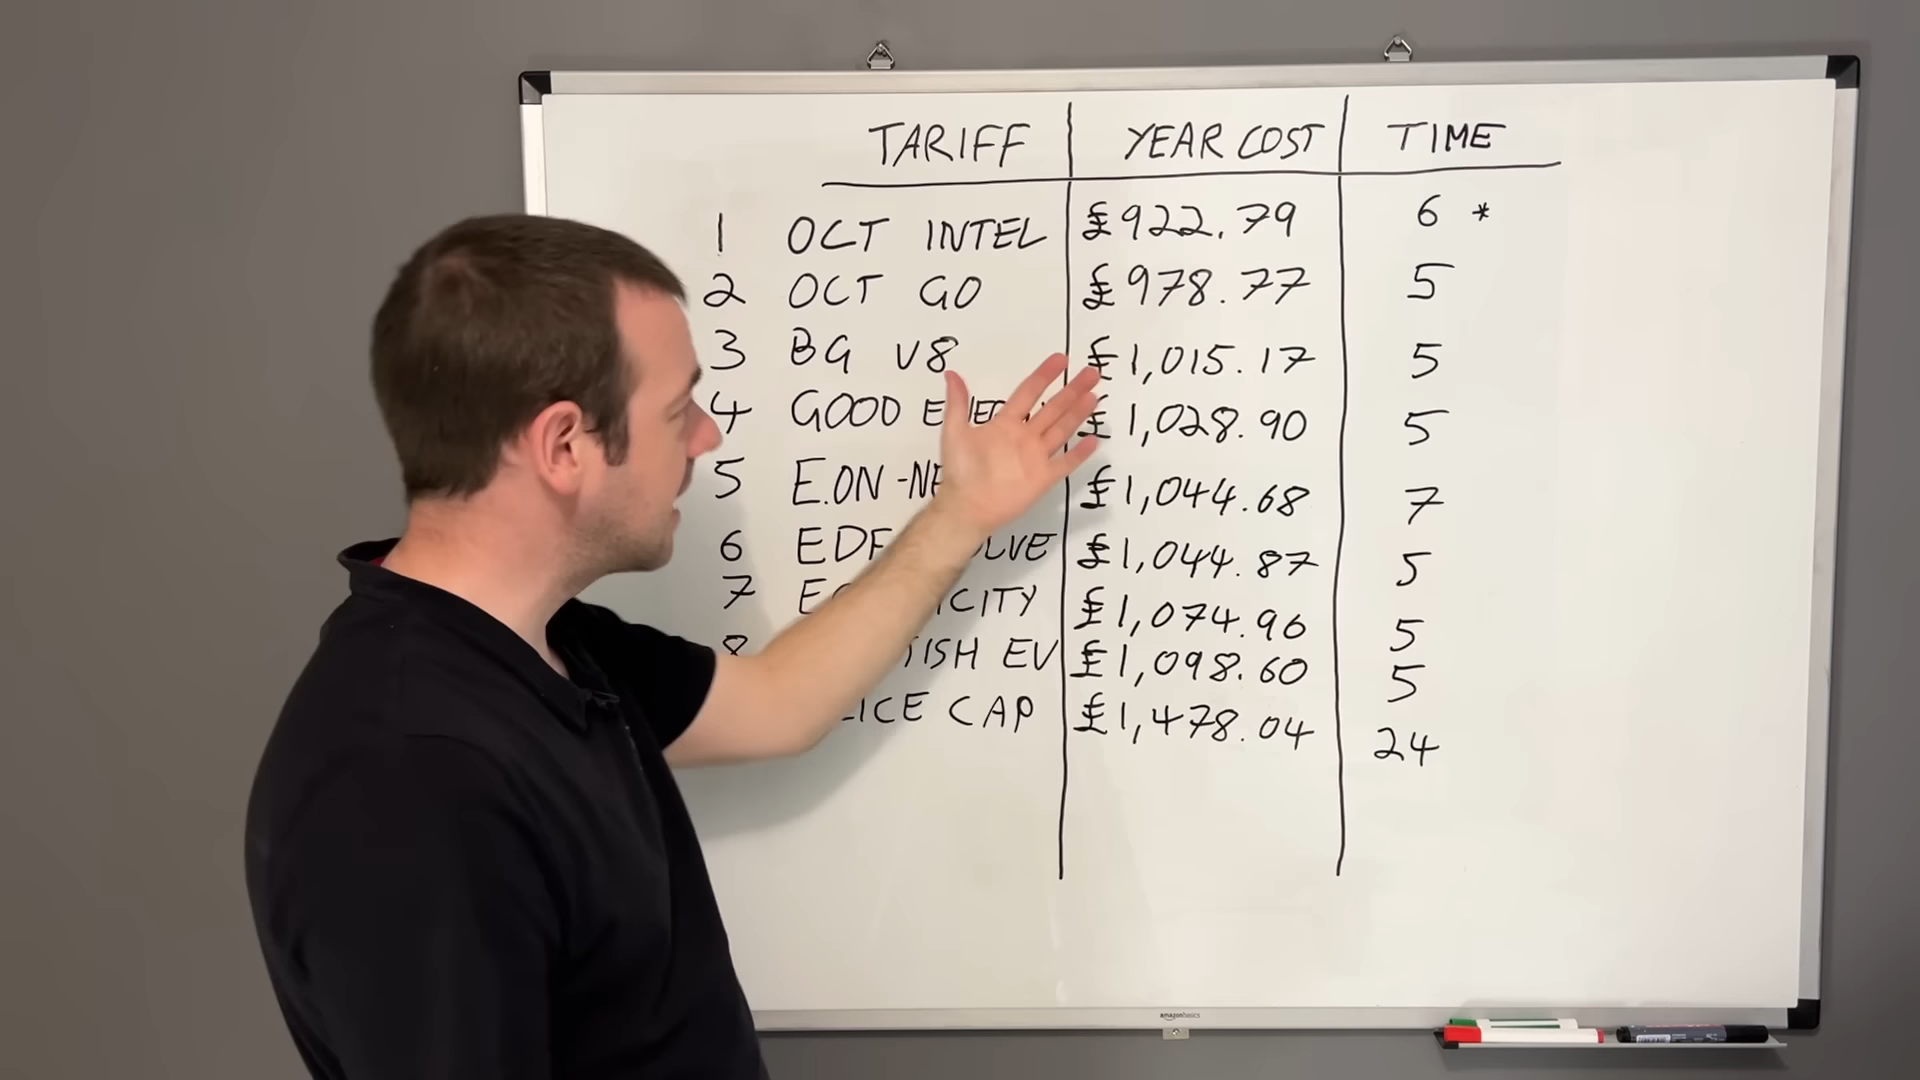 TARIFF YEAR COST TIME
1 OCT INTEL £922.79 6 *
2 OCT GO £978.77 5
3 BG V8 £1,015.17 5
4 GOOD £1,028.90 5
5 E.ON £1,044.68 7
6 EDF £1,044.87 5
7 £1,074.96 5
8 EV £1,098.60 5
CAP £1,478.04 24
amazonbasics